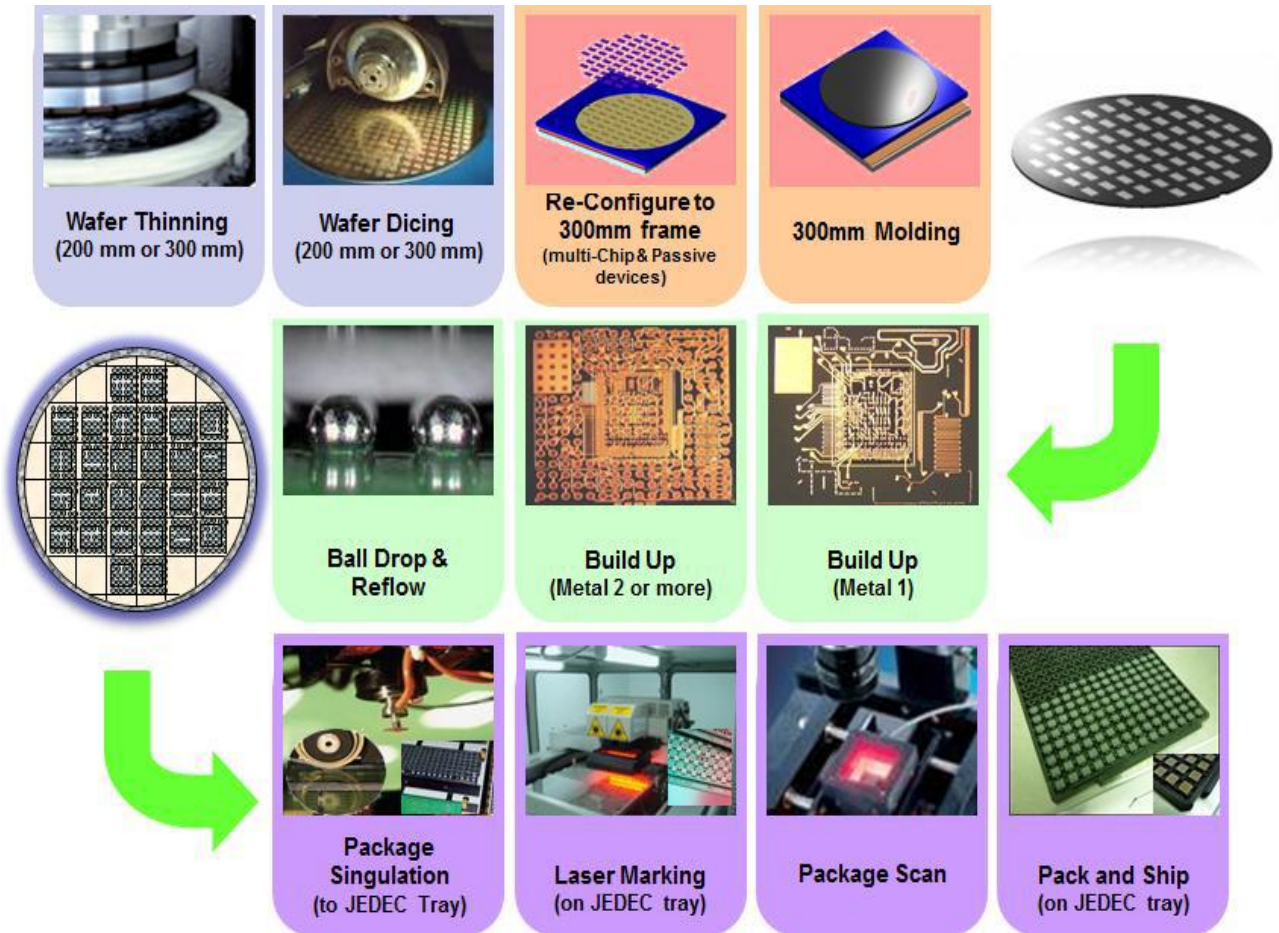 Wafer Thinning
(200 mm or 300 mm)
Wafer Dicing
(200 mm or 300 mm)
Re-Configure to
300mm frame
(multi-Chip & Passive
devices)
300mm Molding
Ball Drop &
Reflow
Build Up
(Metal 2 or more)
Build Up
(Metal 1)
Package
Singulation
(to JEDEC Tray)
Laser Marking
(on JEDEC tray)
Package Scan
Pack and Ship
(on JEDEC tray)